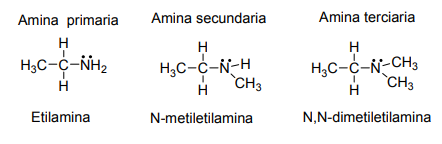 Amina primaria
H
H₃C–C–N̈H₂
H
Etilamina
Amina secundaria
H
H₃C–C–N̈–H
H CH₃
N-metiletilamina
Amina terciaria
H
H₃C–C–N̈–CH₃
H CH₃
N,N-dimetiletilamina